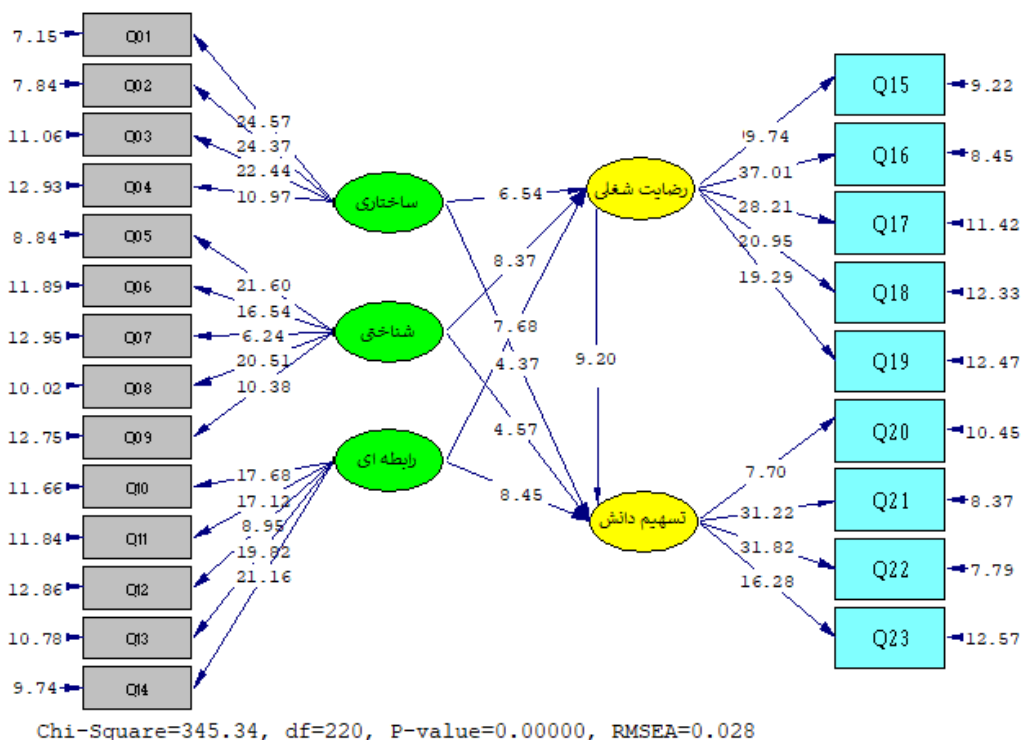 7.15 Q01
7.84 Q02
11.06 Q03
12.93 Q04
8.84 Q05
11.89 Q06
12.95 Q07
10.02 Q08
12.75 Q09
11.66 Q10
11.84 Q11
12.86 Q12
10.78 Q13
9.74 Q14
24.57
24.37
22.44
10.97
21.60
16.54
6.24
20.51
10.38
17.68
17.12
8.95
19.82
21.16
ساختاری
شناختی
رابطه ای
6.54
8.37
7.68
4.37
4.57
8.45
9.20
رضایت شغلی
تسهیم دانش
9.74
37.01
28.21
20.95
19.29
7.70
31.22
31.82
16.28
Q15 9.22
Q16 8.45
Q17 11.42
Q18 12.33
Q19 12.47
Q20 10.45
Q21 8.37
Q22 7.79
Q23 12.57
Chi-Square=345.34, df=220, P-value=0.00000, RMSEA=0.028